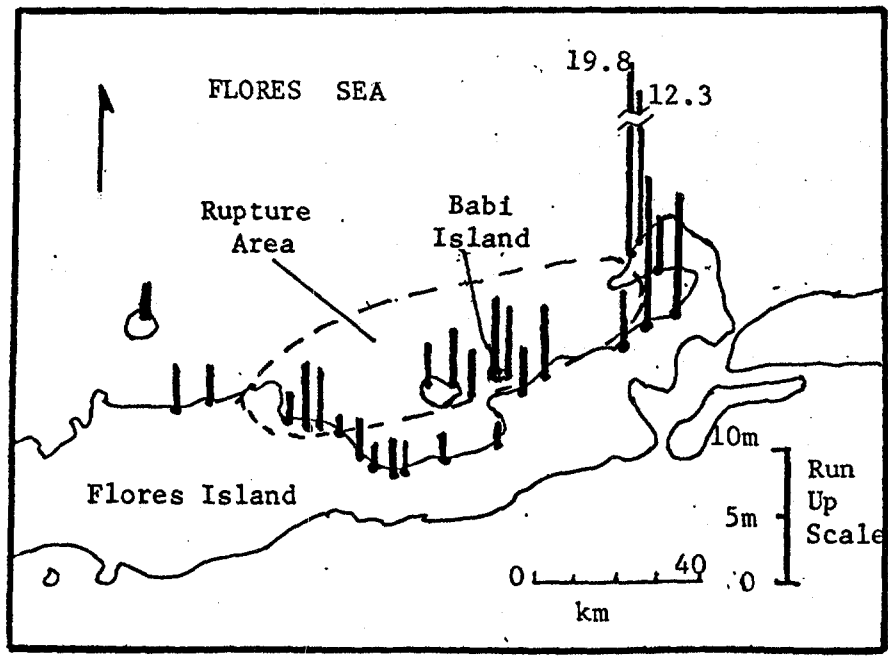 19.8
FLORES SEA
12.3
Rupture
Area
Babi
Island
10m
Run
Up
Scale
5m
Flores Island
0
40
0
km